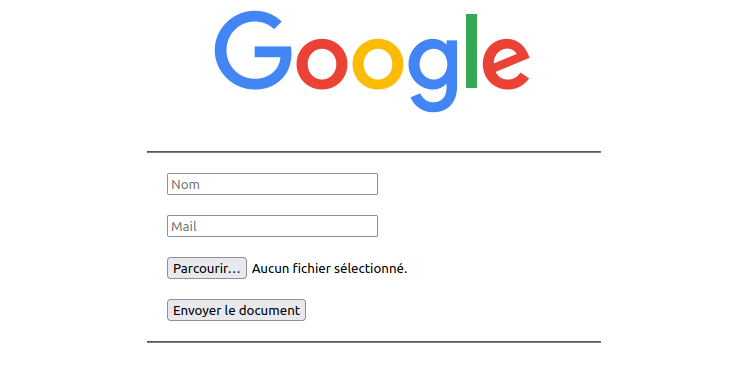 Google
Nom
Mail
Parcourir… Aucun fichier sélectionné.
Envoyer le document